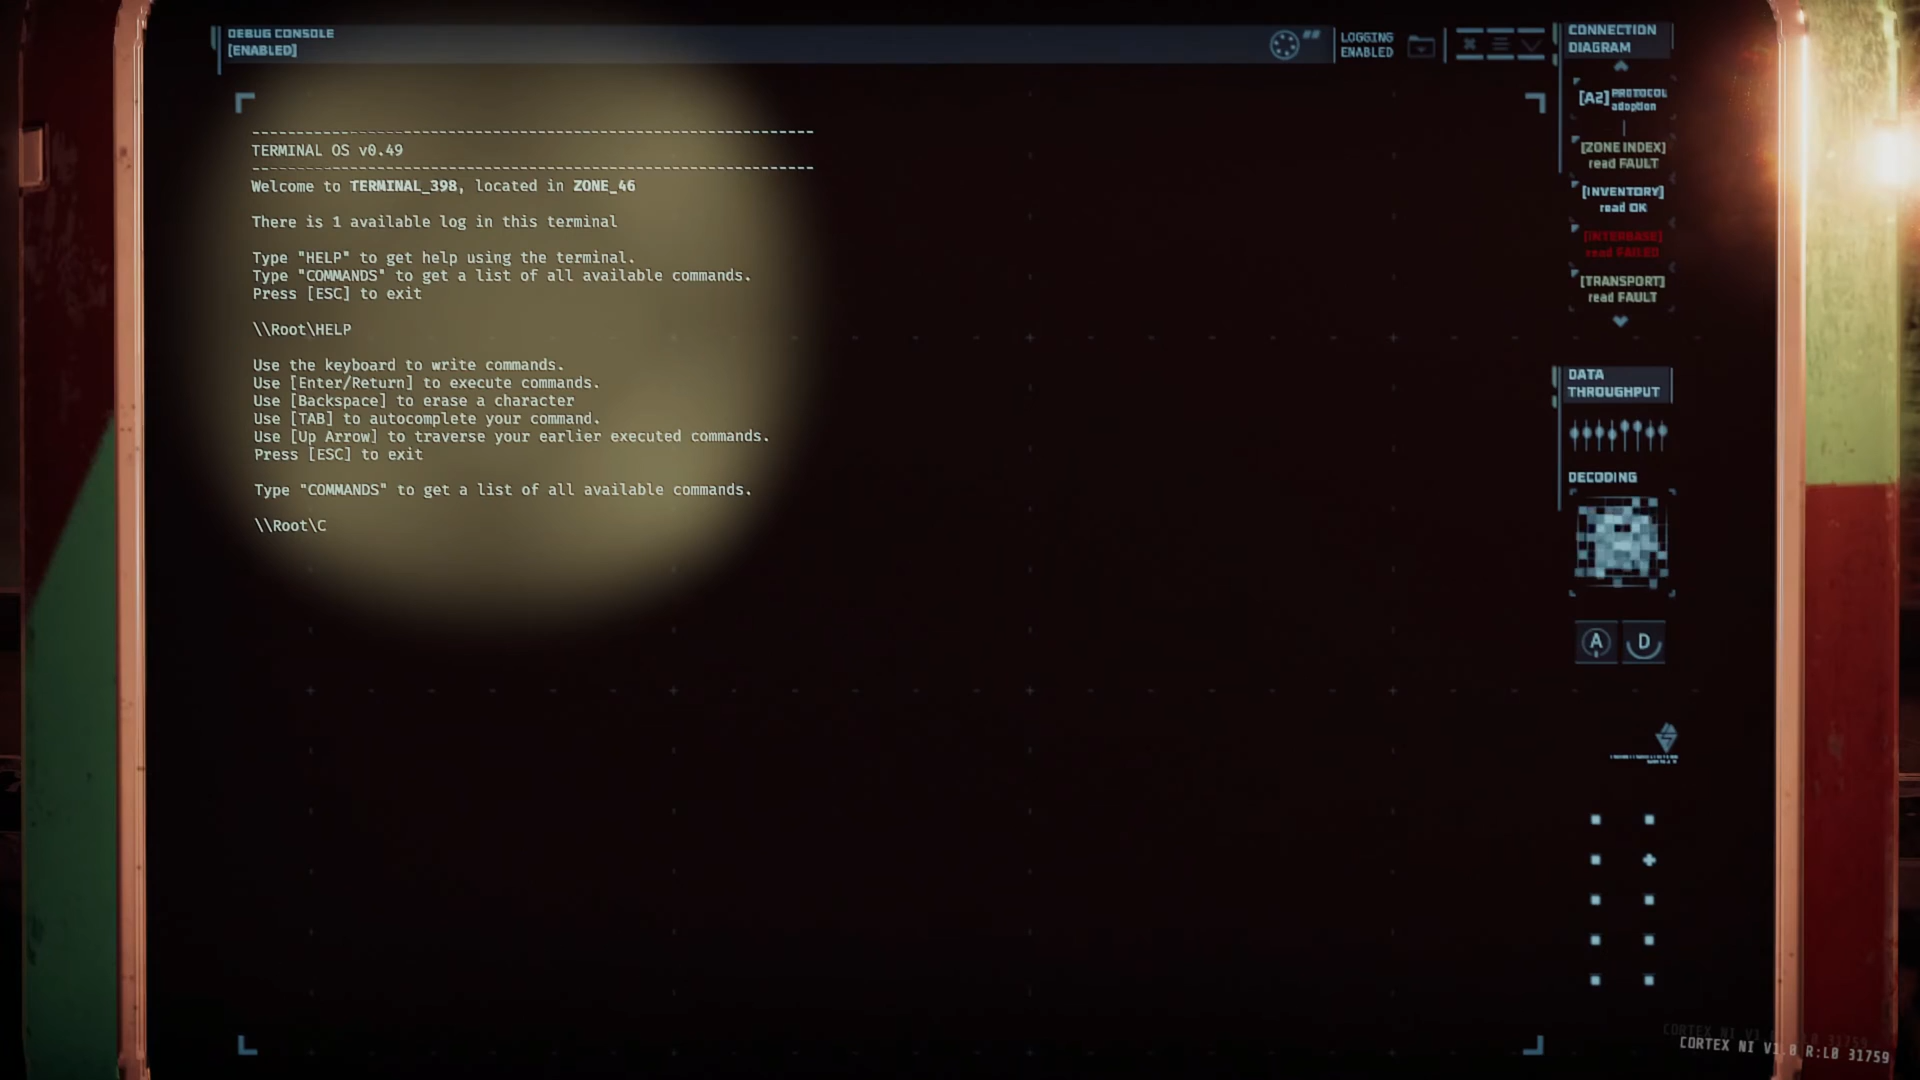 DEBUG CONSOLE
[ENABLED]
LOGGING
ENABLED
------------------------------------------------------------------
TERMINAL OS v0.49
------------------------------------------------------------------
Welcome to TERMINAL_398, located in ZONE_46
There is 1 available log in this terminal
Type "HELP" to get help using the terminal.
Type "COMMANDS" to get a list of all available commands.
Press [ESC] to exit
\\Root\HELP
Use the keyboard to write commands.
Use [Enter/Return] to execute commands.
Use [Backspace] to erase a character
Use [TAB] to autocomplete your command.
Use [Up Arrow] to traverse your earlier executed commands.
Press [ESC] to exit
Type "COMMANDS" to get a list of all available commands.
\\Root\C
CONNECTION
DIAGRAM
[A2] PROTOCOL
adoption
[ZONE INDEX]
read FAULT
[INVENTORY]
read OK
[INTERBASE]
read FAILED
[TRANSPORT]
read FAULT
DATA
THROUGHPUT
DECODING
A D
CORTEX NI V1.0 R:L0 31759